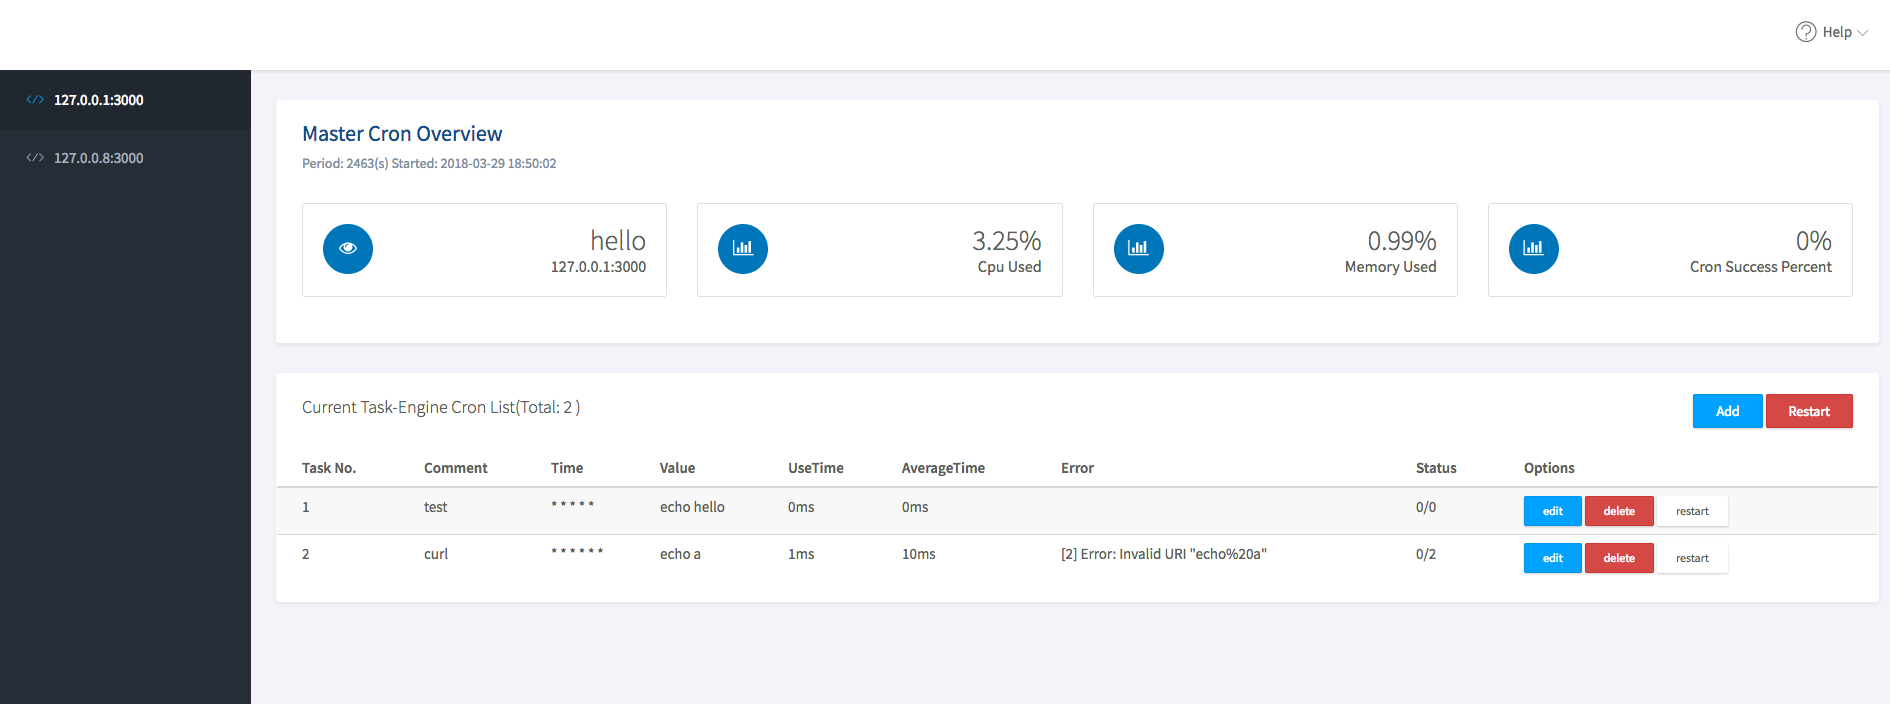 Help
127.0.0.1:3000
127.0.0.8:3000
Master Cron Overview
Period: 2463(s) Started: 2018-03-29 18:50:02
hello
127.0.0.1:3000
3.25%
Cpu Used
0.99%
Memory Used
0%
Cron Success Percent
Current Task-Engine Cron List(Total: 2 )
Add Restart
Task No. Comment Time Value UseTime AverageTime Error Status Options
1 test * * * * * echo hello 0ms 0ms 0/0 edit delete restart
2 curl * * * * * * echo a 1ms 10ms [2] Error: Invalid URI "echo%20a" 0/2 edit delete restart